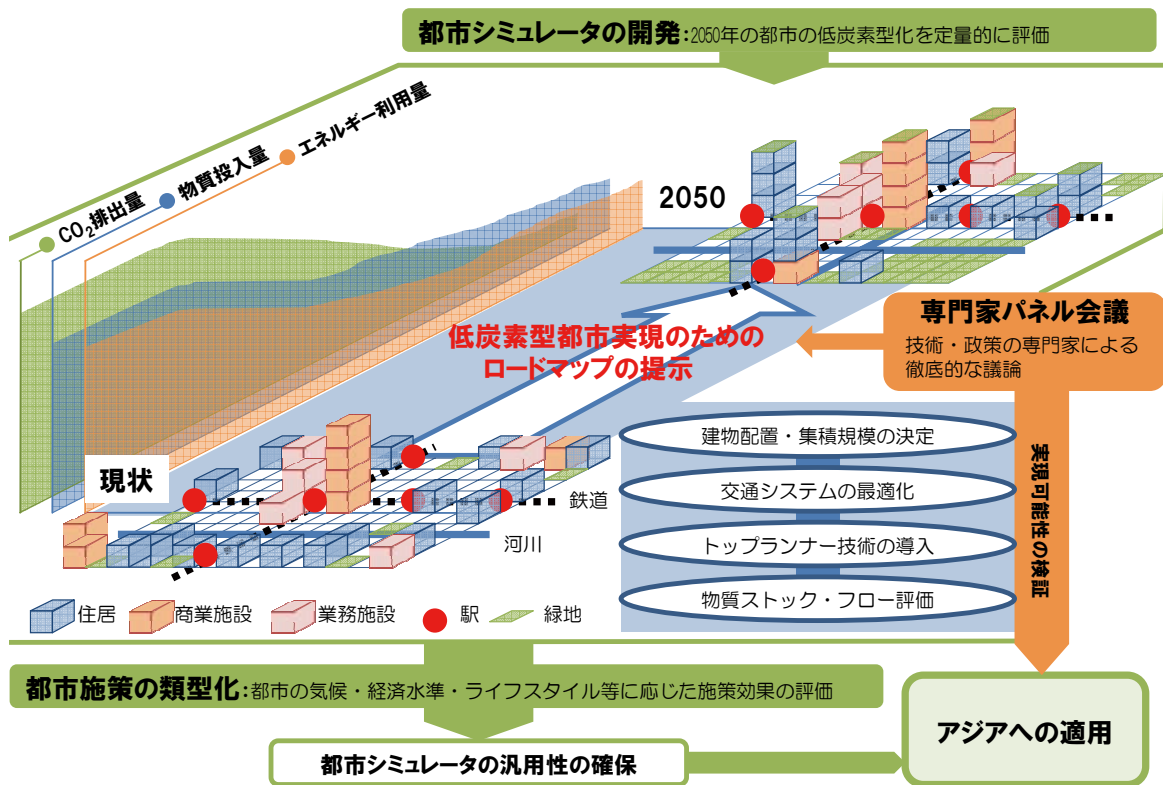 都市シミュレータの開発:2050年の都市の低炭素型化を定量的に評価
CO2排出量
物質投入量
エネルギー利用量
2050
低炭素型都市実現のための
ロードマップの提示
専門家パネル会議
技術・政策の専門家による
徹底的な議論
現状
鉄道
河川
建物配置・集積規模の決定
交通システムの最適化
トップランナー技術の導入
物質ストック・フロー評価
実現可能性の検証
住居
商業施設
業務施設
駅
緑地
都市施策の類型化:都市の気候・経済水準・ライフスタイル等に応じた施策効果の評価
都市シミュレータの汎用性の確保
アジアへの適用